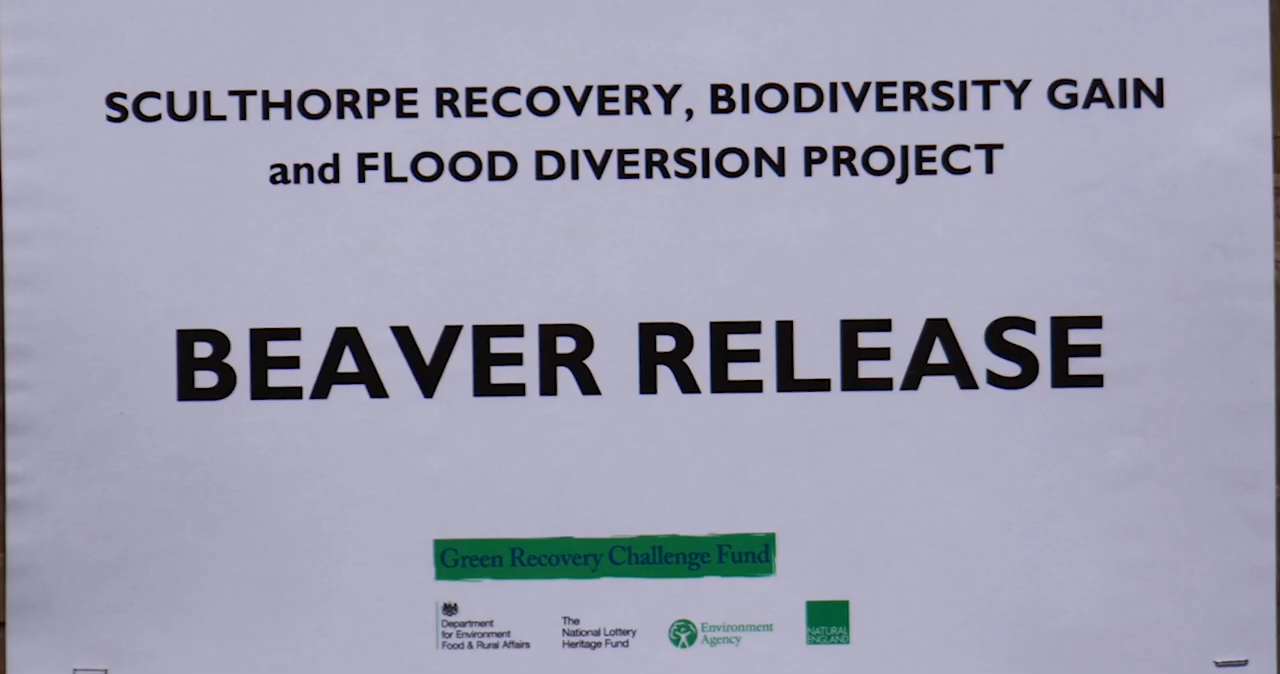 SCULTHORPE RECOVERY, BIODIVERSITY GAIN
and FLOOD DIVERSION PROJECT
BEAVER RELEASE
Green Recovery Challenge Fund
Department
for Environment
Food & Rural Affairs
The
National Lottery
Heritage Fund
Environment
Agency
NATURAL
ENGLAND